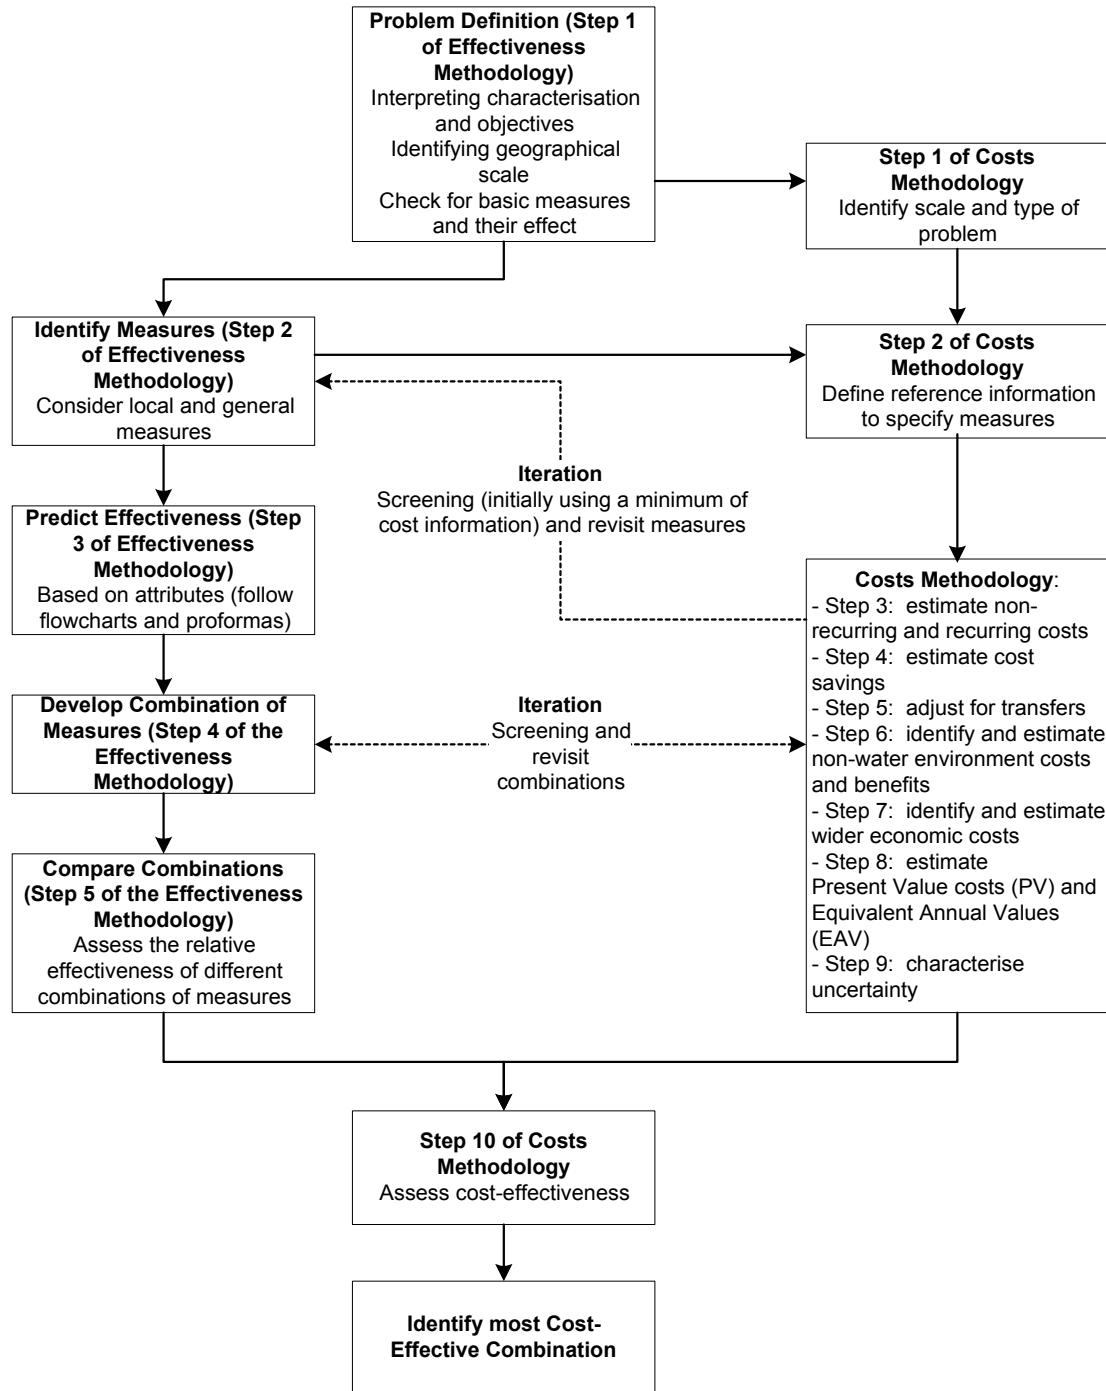 Problem Definition (Step 1
of Effectiveness
Methodology)
Interpreting characterisation
and objectives
Identifying geographical
scale
Check for basic measures
and their effect
Step 1 of Costs
Methodology
Identify scale and type of
problem
Identify Measures (Step 2
of Effectiveness
Methodology)
Consider local and general
measures
Step 2 of Costs
Methodology
Define reference information
to specify measures
Iteration
Screening (initially using a minimum of
cost information) and revisit measures
Predict Effectiveness (Step
3 of Effectiveness
Methodology)
Based on attributes (follow
flowcharts and proformas)
Costs Methodology:
- Step 3: estimate non-
recurring and recurring costs
- Step 4: estimate cost
savings
- Step 5: adjust for transfers
- Step 6: identify and estimate
non-water environment costs
and benefits
- Step 7: identify and estimate
wider economic costs
- Step 8: estimate
Present Value costs (PV) and
Equivalent Annual Values
(EAV)
- Step 9: characterise
uncertainty
Develop Combination of
Measures (Step 4 of the
Effectiveness
Methodology)
Iteration
Screening and
revisit
combinations
Compare Combinations
(Step 5 of the Effectiveness
Methodology)
Assess the relative
effectiveness of different
combinations of measures
Step 10 of Costs
Methodology
Assess cost-effectiveness
Identify most Cost-
Effective Combination